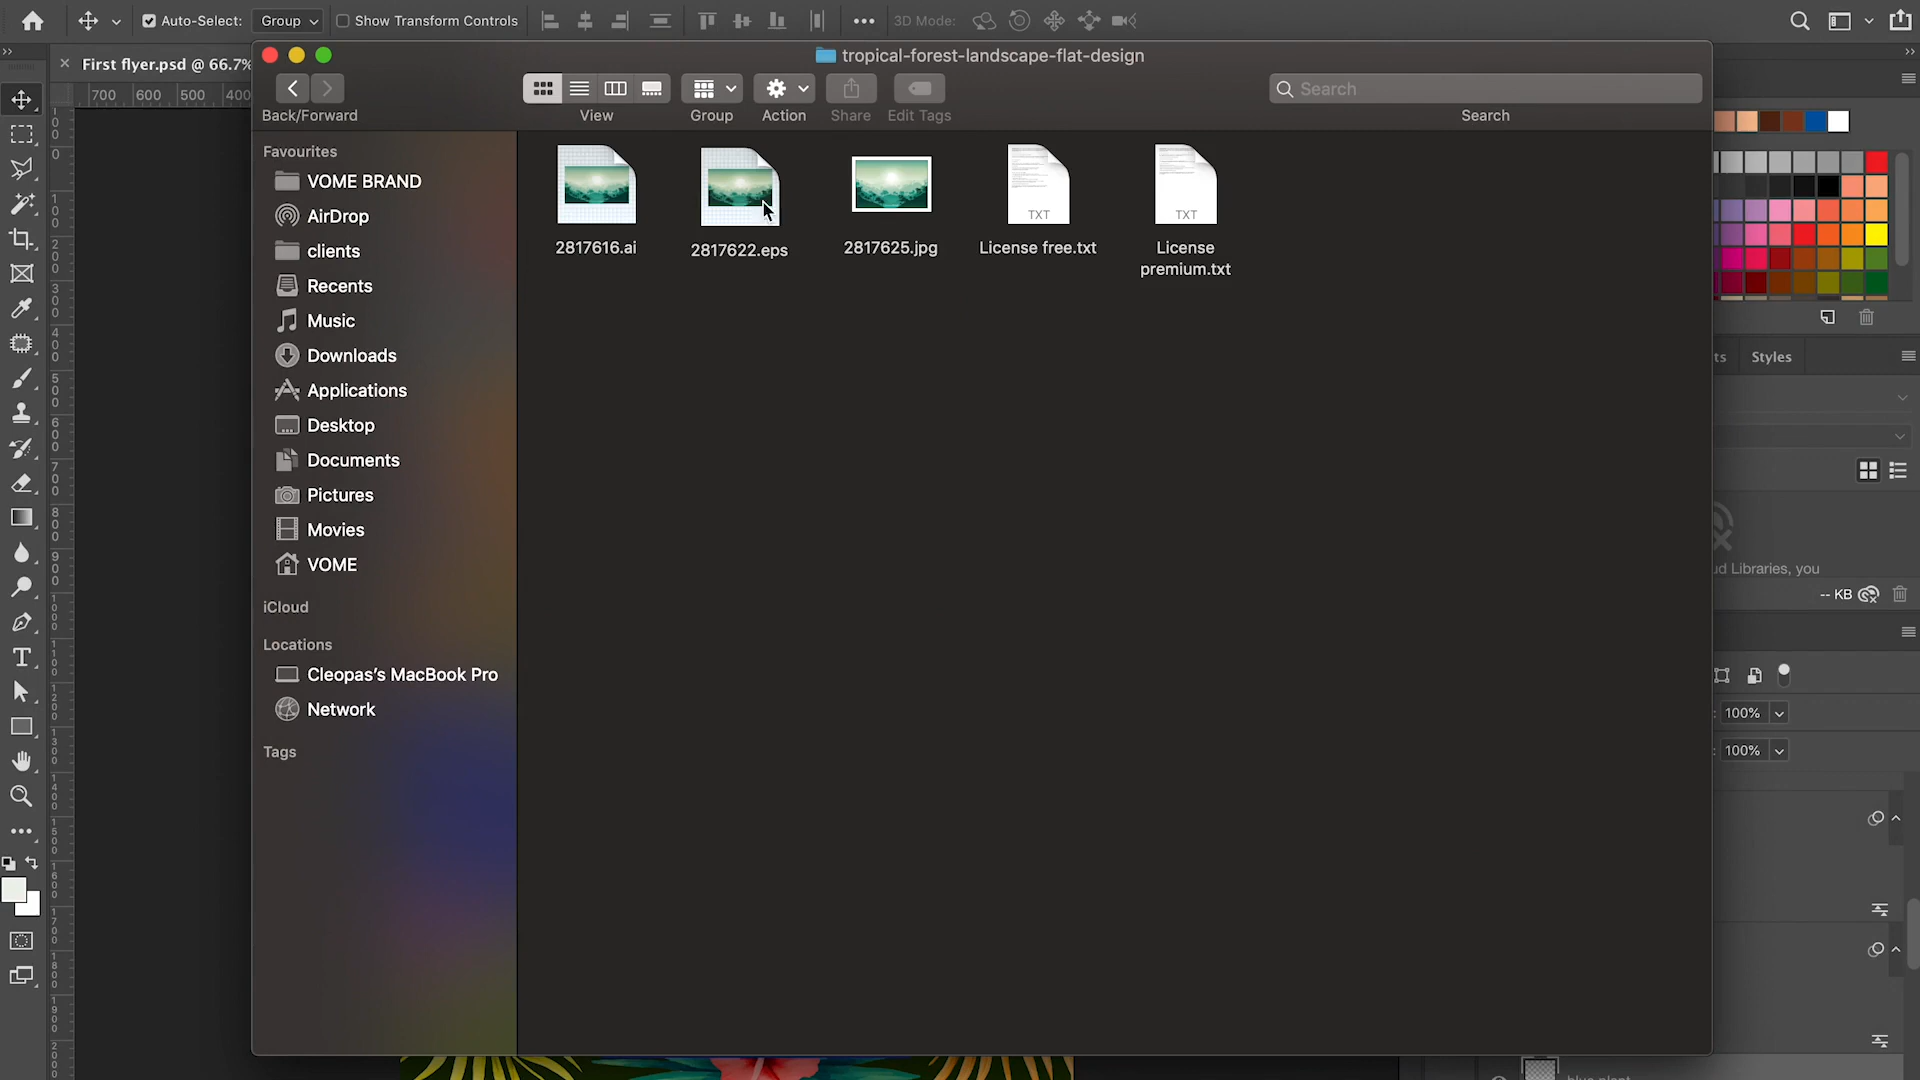 Auto-Select:
Group
Show Transform Controls
3D Mode:
First flyer.psd @ 66.7%
700
600
500
400
tropical-forest-landscape-flat-design
Back/Forward
View
Group
Action
Share
Edit Tags
Search
Search
Favourites
VOME BRAND
AirDrop
clients
Recents
Music
Downloads
Applications
Desktop
Documents
Pictures
Movies
VOME
iCloud
Locations
Cleopas's MacBook Pro
Network
Tags
2817616.ai
2817622.eps
2817625.jpg
TXT
License free.txt
TXT
License
premium.txt
ts
Styles
ud Libraries, you
-- KB
100%
100%